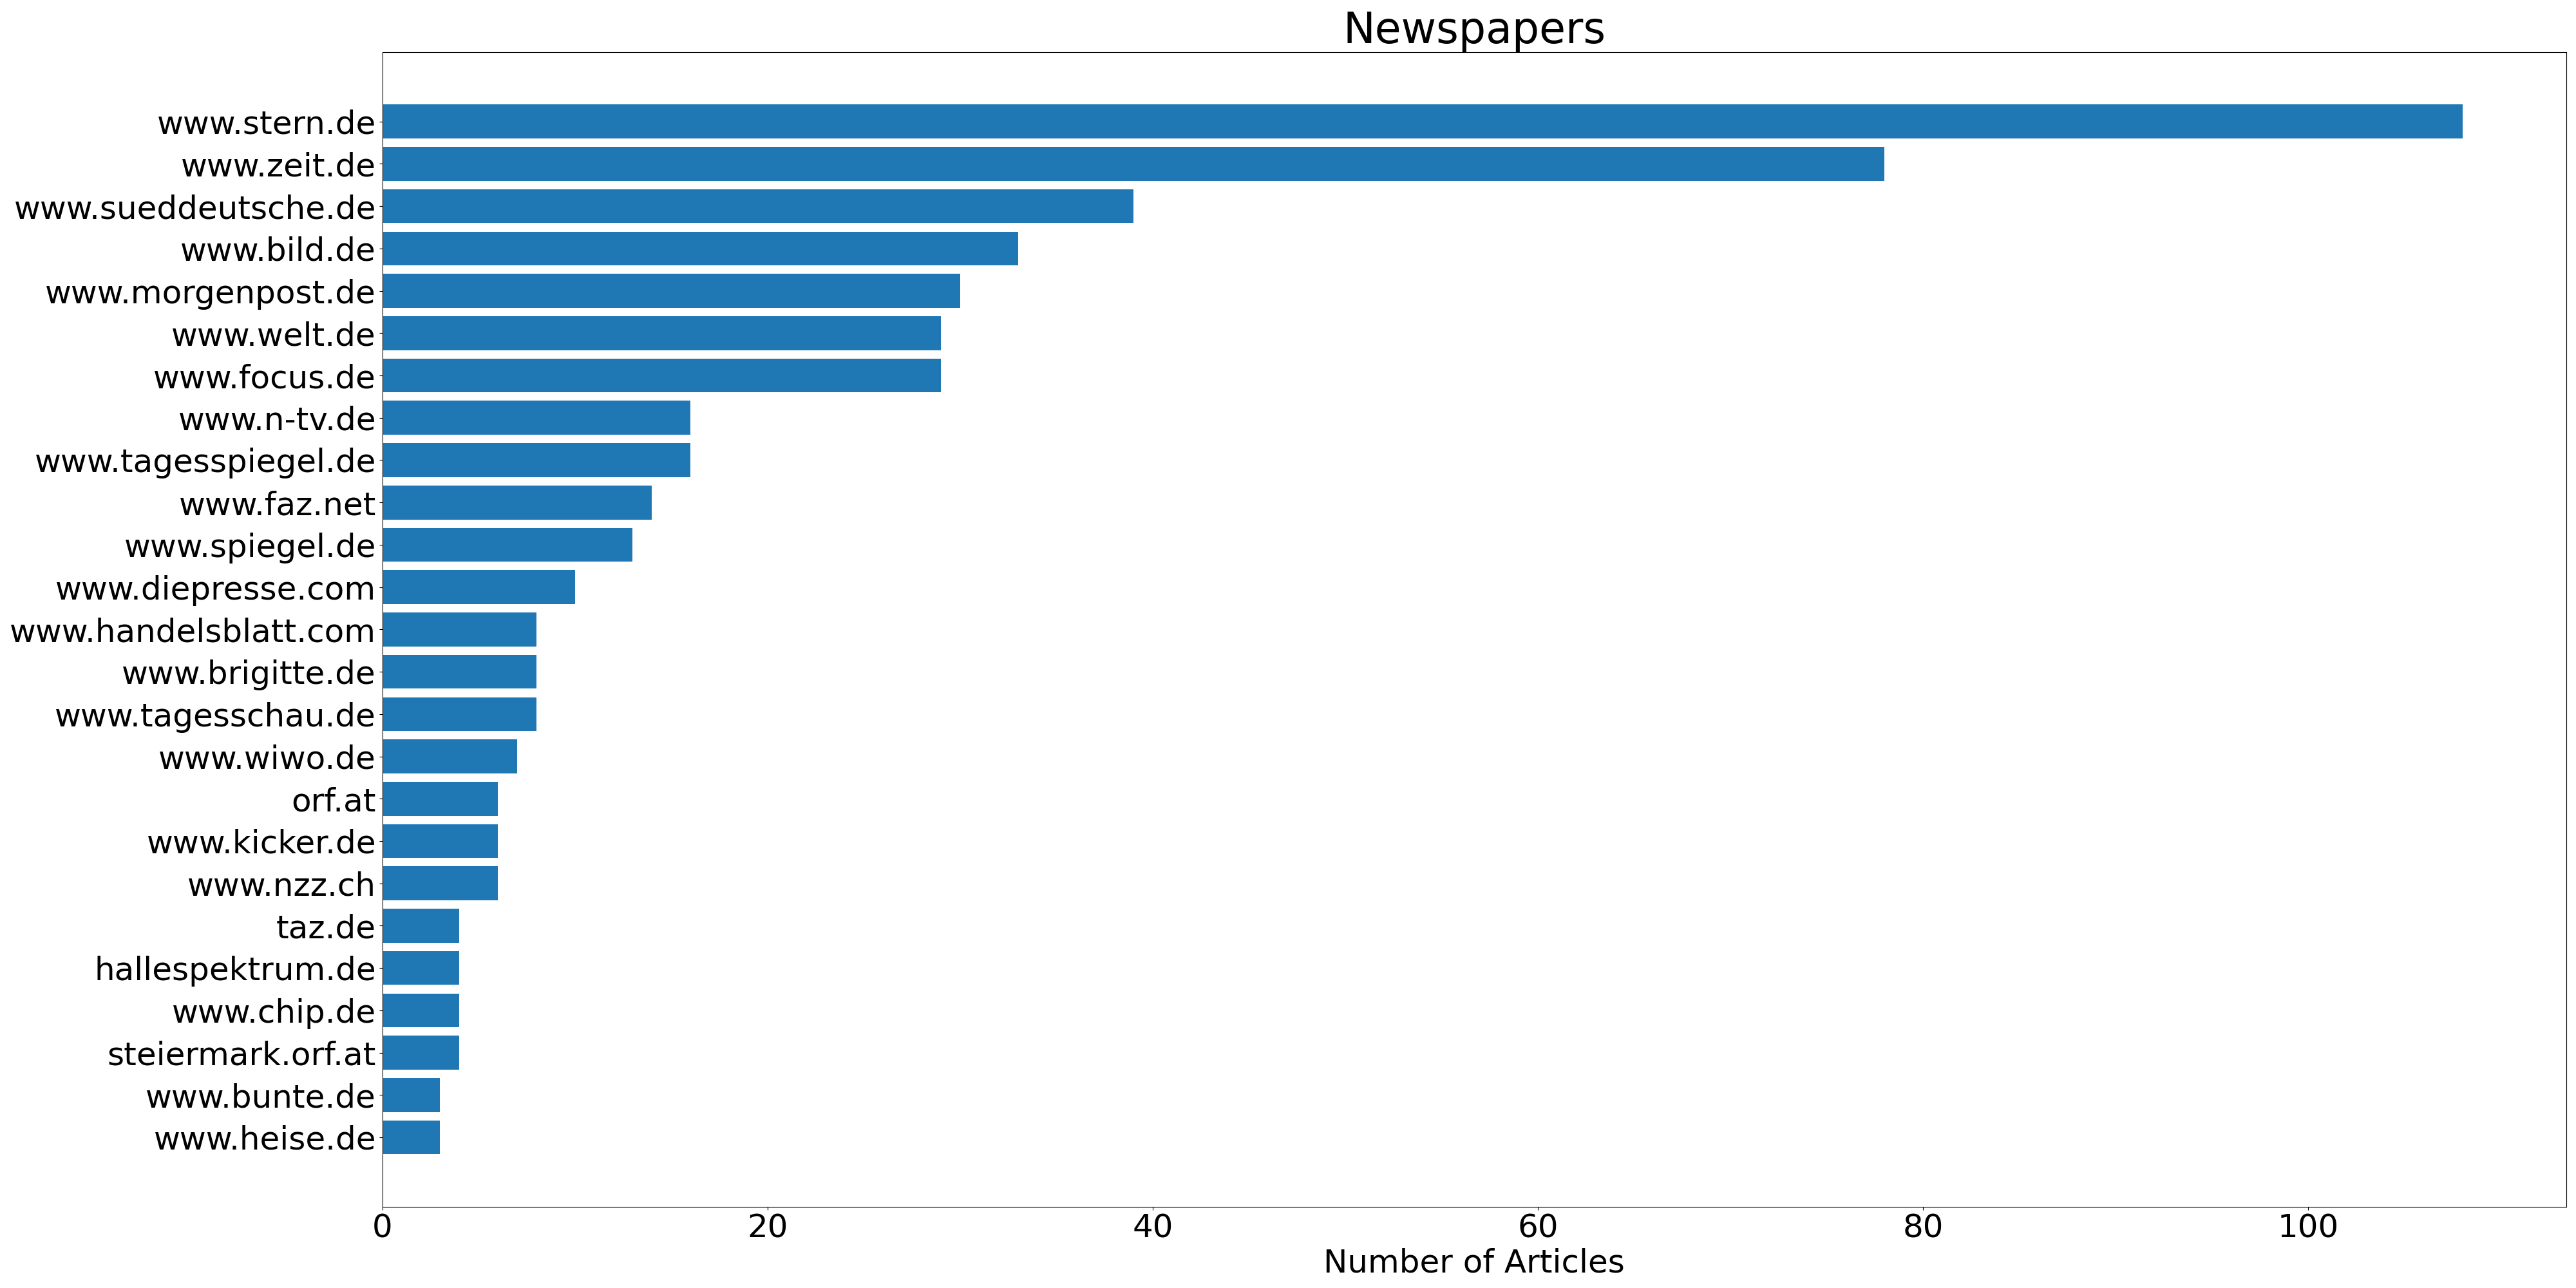 Newspapers
www.stern.de
www.zeit.de
www.sueddeutsche.de
www.bild.de
www.morgenpost.de
www.welt.de
www.focus.de
www.n-tv.de
www.tagesspiegel.de
www.faz.net
www.spiegel.de
www.diepresse.com
www.handelsblatt.com
www.brigitte.de
www.tagesschau.de
www.wiwo.de
orf.at
www.kicker.de
www.nzz.ch
taz.de
hallespektrum.de
www.chip.de
steiermark.orf.at
www.bunte.de
www.heise.de
0 20 40 60 80 100
Number of Articles